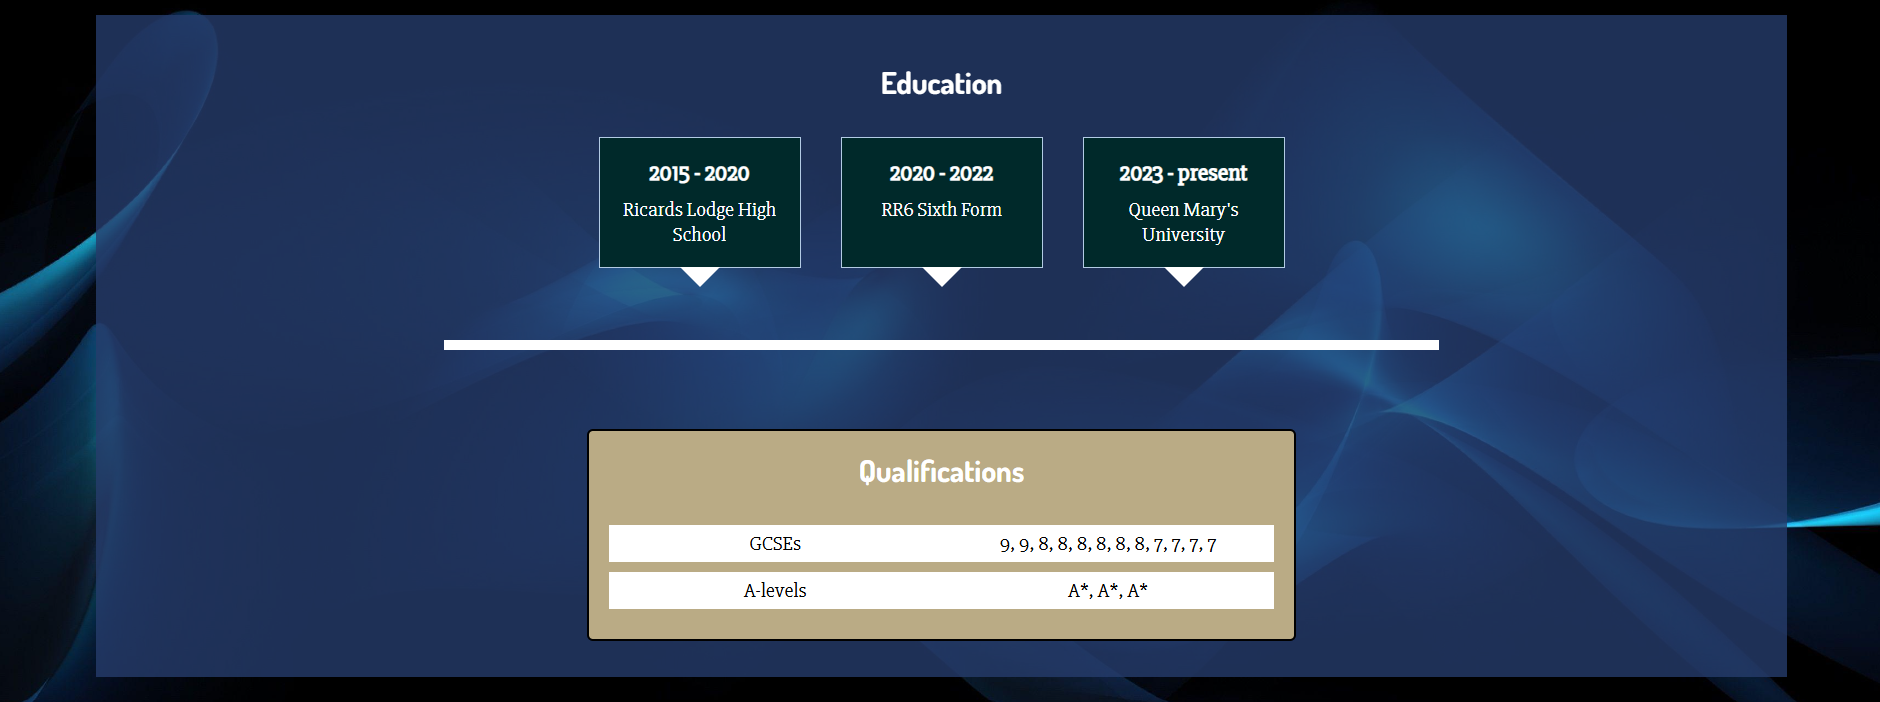 Education
2015 - 2020
Ricards Lodge High
School
2020 - 2022
RR6 Sixth Form
2023 - present
Queen Mary's
University
Qualifications
GCSEs 9, 9, 8, 8, 8, 8, 8, 8, 7, 7, 7, 7
A-levels A*, A*, A*